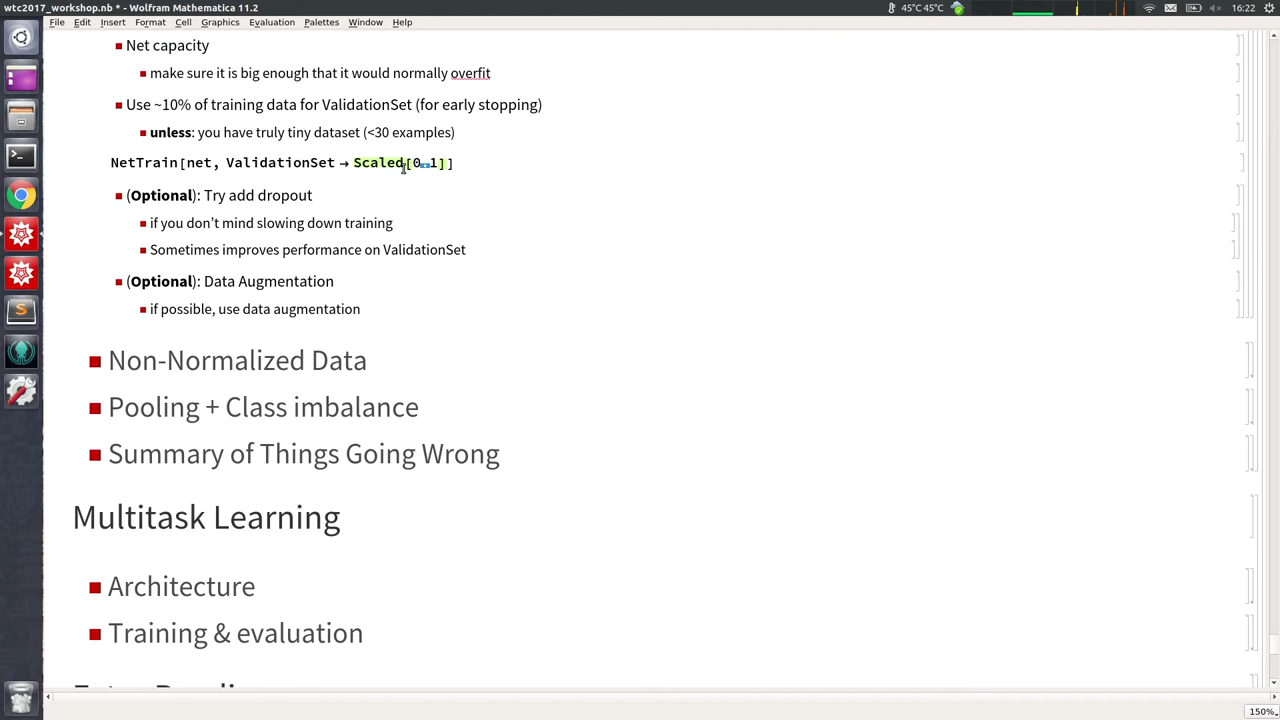 wtc2017_workshop.nb * - Wolfram Mathematica 11.2
45°C 45°C
16:22
File Edit Insert Format Cell Graphics Evaluation Palettes Window Help
Net capacity
make sure it is big enough that it would normally overfit
Use ~10% of training data for ValidationSet (for early stopping)
unless: you have truly tiny dataset (<30 examples)
NetTrain[net, ValidationSet → Scaled[0.1]]
(Optional): Try add dropout
if you don't mind slowing down training
Sometimes improves performance on ValidationSet
(Optional): Data Augmentation
if possible, use data augmentation
Non-Normalized Data
Pooling + Class imbalance
Summary of Things Going Wrong
Multitask Learning
Architecture
Training & evaluation
150%